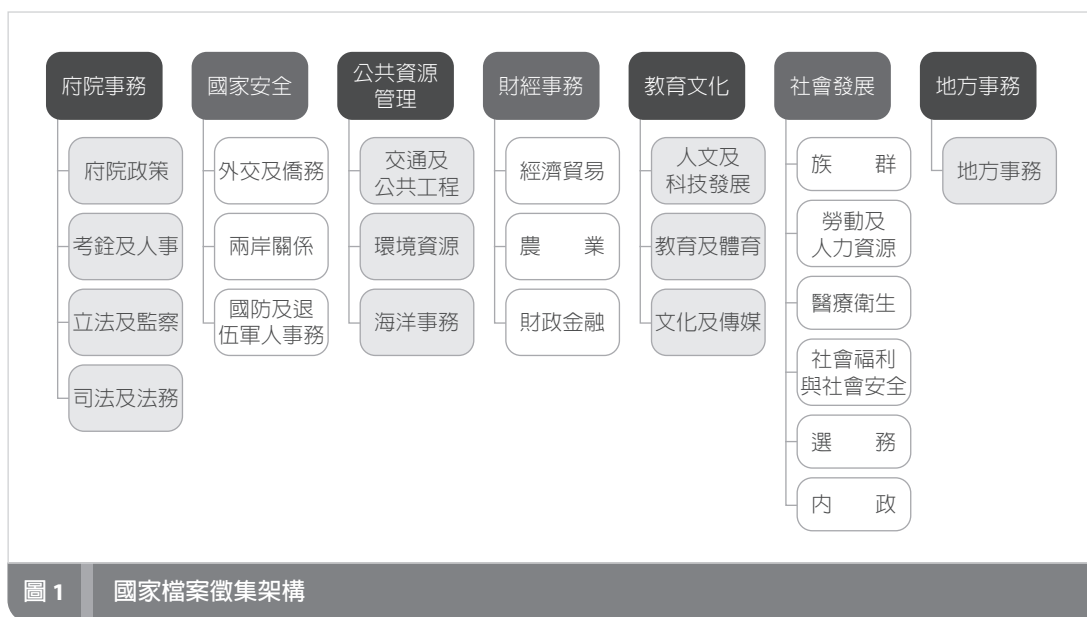 府院事務
府院政策
考銓及人事
立法及監察
司法及法務
國家安全
外交及僑務
兩岸關係
國防及退
伍軍人事務
公共資源
管理
交通及
公共工程
環境資源
海洋事務
財經事務
經濟貿易
農業
財政金融
教育文化
人文及
科技發展
教育及體育
文化及傳媒
社會發展
族群
勞動及
人力資源
醫療衛生
社會福利
與社會安全
選務
內政
地方事務
地方事務
圖 1 國家檔案徵集架構